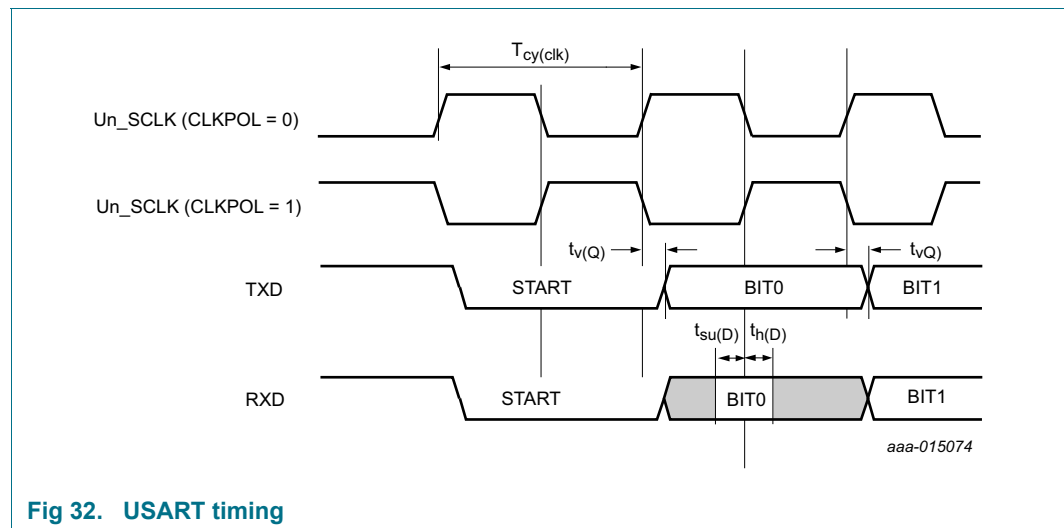 Tcy(clk)
Un_SCLK (CLKPOL = 0)
Un_SCLK (CLKPOL = 1)
tv(Q)
tvQ)
TXD
START
BIT0
BIT1
tsu(D)
th(D)
RXD
START
BIT0
BIT1
aaa-015074
Fig 32. USART timing